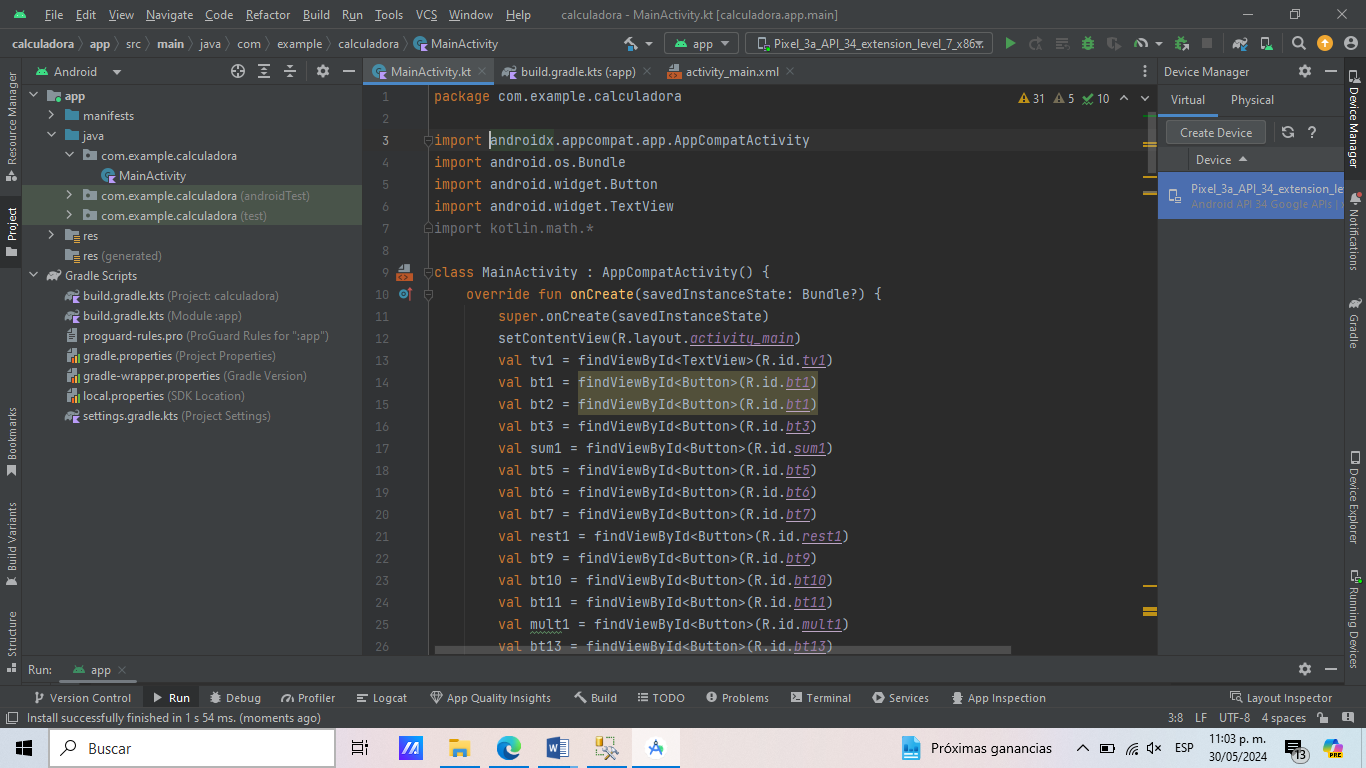 File Edit View Navigate Code Refactor Build Run Tools VCS Window Help calculadora - MainActivity.kt [calculadora.app.main]
calculadora app src main java com example calculadora MainActivity app Pixel_3a_API_34_extension_level_7_x86...
Android MainActivity.kt build.gradle.kts (:app) activity_main.xml Device Manager
Resource Manager
Project
Bookmarks
Build Variants
Structure
app
manifests
java
com.example.calculadora
MainActivity
com.example.calculadora (androidTest)
com.example.calculadora (test)
res
res (generated)
Gradle Scripts
build.gradle.kts (Project: calculadora)
build.gradle.kts (Module :app)
proguard-rules.pro (ProGuard Rules for ":app")
gradle.properties (Project Properties)
gradle-wrapper.properties (Gradle Version)
local.properties (SDK Location)
settings.gradle.kts (Project Settings)
31 5 10
1 package com.example.calculadora
2
3 import androidx.appcompat.app.AppCompatActivity
4 import android.os.Bundle
5 import android.widget.Button
6 import android.widget.TextView
7 import kotlin.math.*
8
9 class MainActivity : AppCompatActivity() {
10 override fun onCreate(savedInstanceState: Bundle?) {
11 super.onCreate(savedInstanceState)
12 setContentView(R.layout.activity_main)
13 val tv1 = findViewById<TextView>(R.id.tv1)
14 val bt1 = findViewById<Button>(R.id.bt1)
15 val bt2 = findViewById<Button>(R.id.bt1)
16 val bt3 = findViewById<Button>(R.id.bt3)
17 val sum1 = findViewById<Button>(R.id.sum1)
18 val bt5 = findViewById<Button>(R.id.bt5)
19 val bt6 = findViewById<Button>(R.id.bt6)
20 val bt7 = findViewById<Button>(R.id.bt7)
21 val rest1 = findViewById<Button>(R.id.rest1)
22 val bt9 = findViewById<Button>(R.id.bt9)
23 val bt10 = findViewById<Button>(R.id.bt10)
24 val bt11 = findViewById<Button>(R.id.bt11)
25 val mult1 = findViewById<Button>(R.id.mult1)
26 val bt13 = findViewById<Button>(R.id.bt13)
Virtual Physical
Create Device ?
Device
Pixel_3a_API_34_extension_le
Android API 34 Google APIs |
Device Manager
Notifications
Gradle
Device Explorer
Running Devices
Run: app
Version Control Run Debug Profiler Logcat App Quality Insights Build TODO Problems Terminal Services App Inspection Layout Inspector
Install successfully finished in 1 s 54 ms. (moments ago) 3:8 LF UTF-8 4 spaces
Buscar Próximas ganancias ESP 11:03 p. m.
30/05/2024 13 PRE